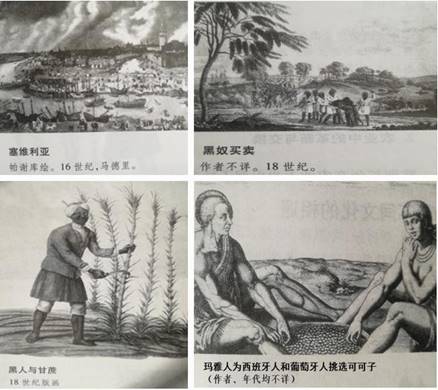 塞维利亚
帕谢库绘。16世纪,马德里。
黑奴买卖
作者不详。18世纪。
黑人与甘蔗
18世纪版画
玛雅人为西班牙人和葡萄牙人挑选可可子
(作者、年代均不详)